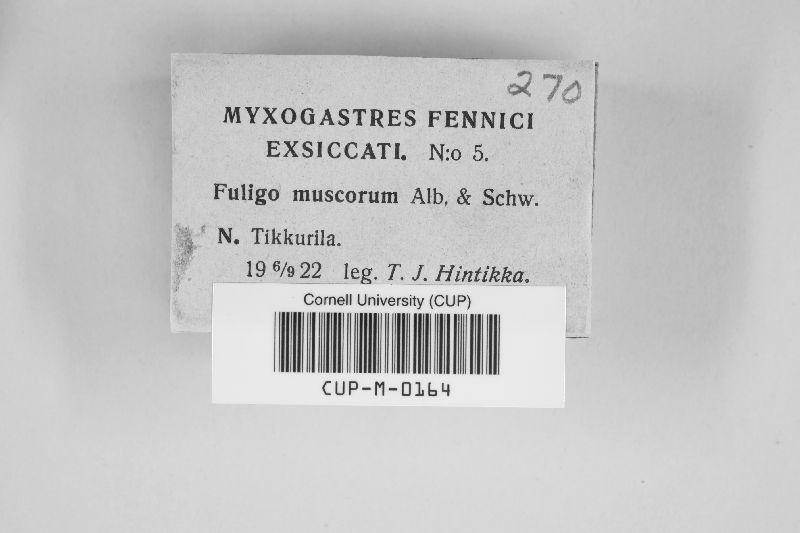 270
MYXOGASTRES FENNICI
EXSICCATI. N:o 5.
Fuligo muscorum Alb. & Schw.
N. Tikkurila.
19 6/9 22 leg. T. J. Hintikka.
Cornell University (CUP)
CUP-M-0164